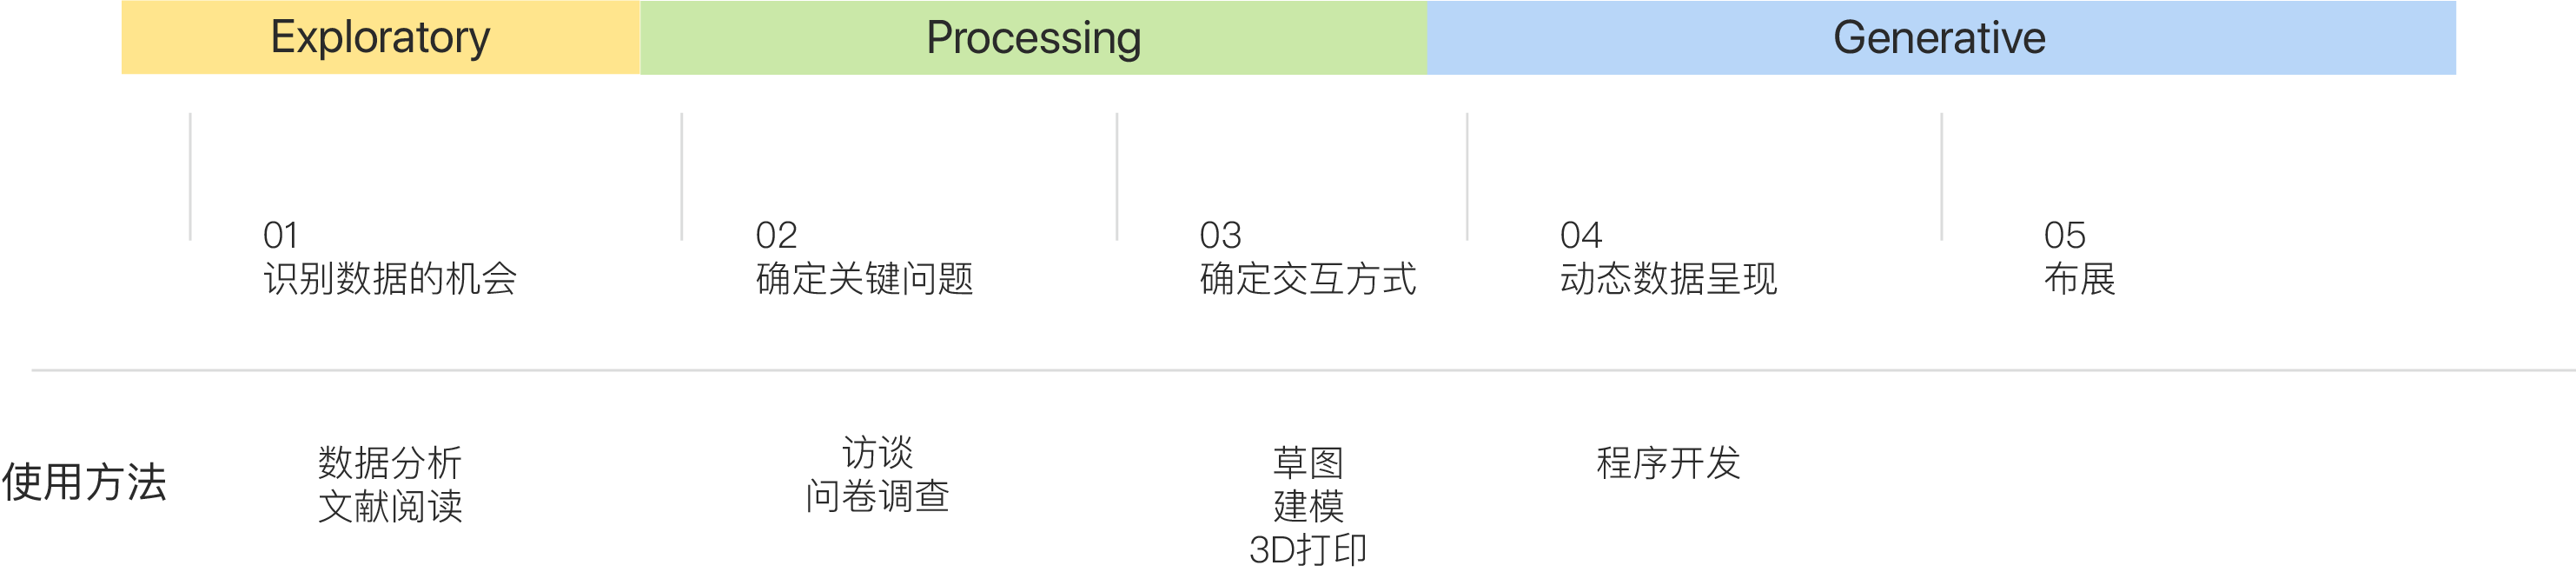 Exploratory
Processing
Generative
01
识别数据的机会
02
确定关键问题
03
确定交互方式
04
动态数据呈现
05
布展
使用方法
数据分析
文献阅读
访谈
问卷调查
草图
建模
3D打印
程序开发